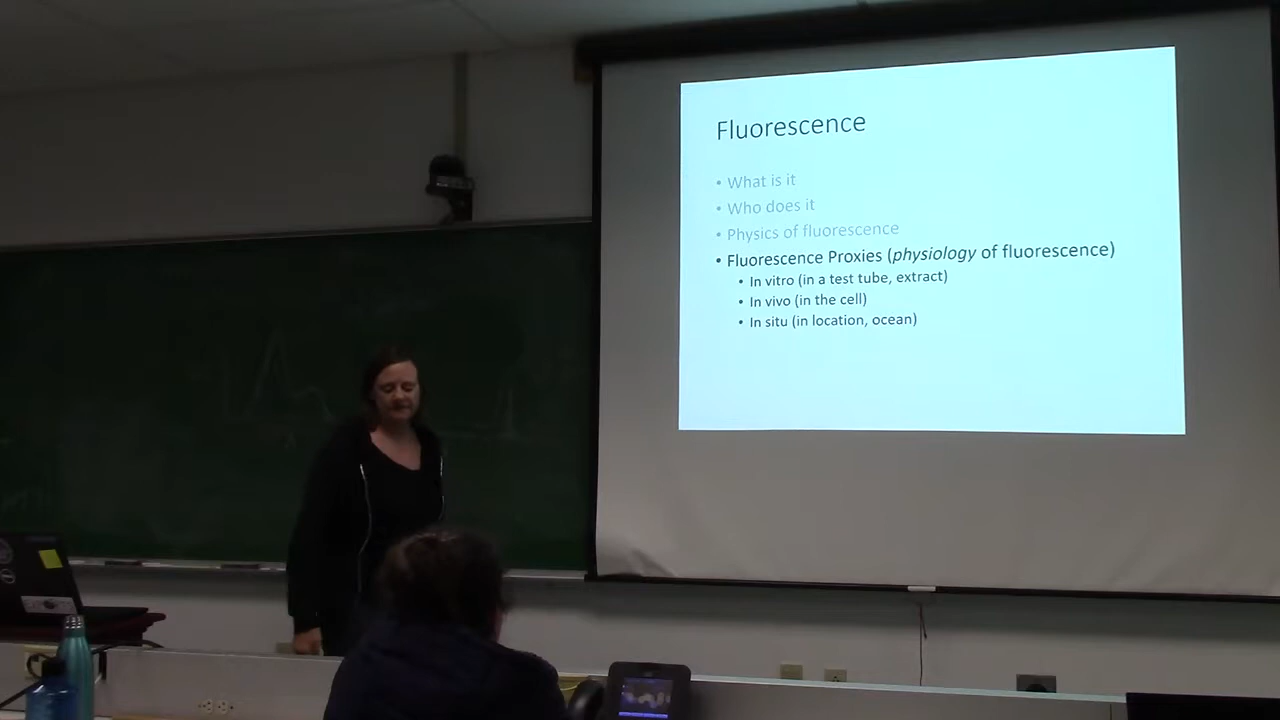 Fluorescence
• What is it
• Who does it
• Physics of fluorescence
• Fluorescence Proxies (physiology of fluorescence)
• In vitro (in a test tube, extract)
• In vivo (in the cell)
• In situ (in location, ocean)